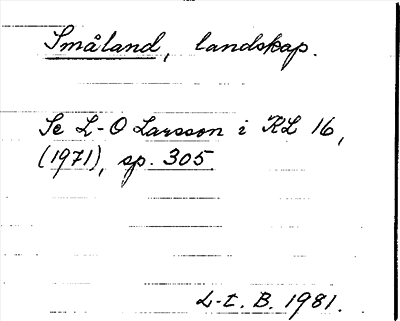 Småland, landskap.
Se L-O Larsson i KL 16,
(1971), sp. 305.
L-t. B. 1981.